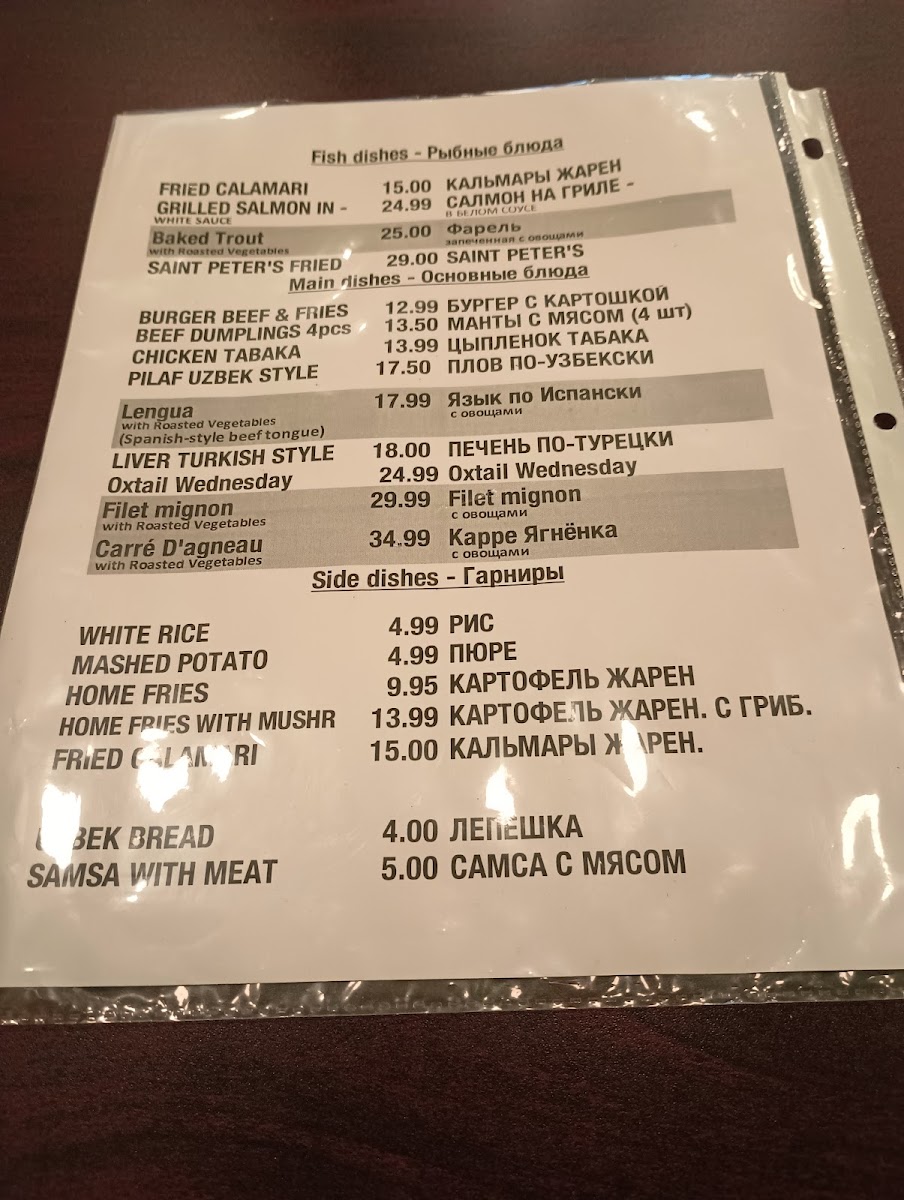 Fish dishes - Рыбные блюда
FRIED CALAMARI 15.00 КАЛЬМАРЫ ЖАРЕН
GRILLED SALMON IN - 24.99 САЛМОН НА ГРИЛЕ -
WHITE SAUCE В БЕЛОМ СОУСЕ
Baked Trout 25.00 Фарель
with Roasted Vegetables запеченная с овощами
SAINT PETER'S FRIED 29.00 SAINT PETER'S
Main dishes - Основные блюда
BURGER BEEF & FRIES 12.99 БУРГЕР С КАРТОШКОЙ
BEEF DUMPLINGS 4pcs 13.50 МАНТЫ С МЯСОМ (4 шт)
CHICKEN TABAKA 13.99 ЦЫПЛЕНОК ТАБАКА
PILAF UZBEK STYLE 17.50 ПЛОВ ПО-УЗБЕКСКИ
Lengua 17.99 Язык по Испански
with Roasted Vegetables с овощами
(Spanish-style beef tongue)
LIVER TURKISH STYLE 18.00 ПЕЧЕНЬ ПО-ТУРЕЦКИ
Oxtail Wednesday 24.99 Oxtail Wednesday
Filet mignon 29.99 Filet mignon
with Roasted Vegetables с овощами
Carré D'agneau 34.99 Карре Ягнёнка
with Roasted Vegetables с овощами
Side dishes - Гарниры
WHITE RICE 4.99 РИС
MASHED POTATO 4.99 ПЮРЕ
HOME FRIES 9.95 КАРТОФЕЛЬ ЖАРЕН
HOME FRIES WITH MUSHR 13.99 КАРТОФЕЛЬ ЖАРЕН. С ГРИБ.
FRIED CALAMARI 15.00 КАЛЬМАРЫ ЖАРЕН.
UZBEK BREAD 4.00 ЛЕПЕШКА
SAMSA WITH MEAT 5.00 САМСА С МЯСОМ